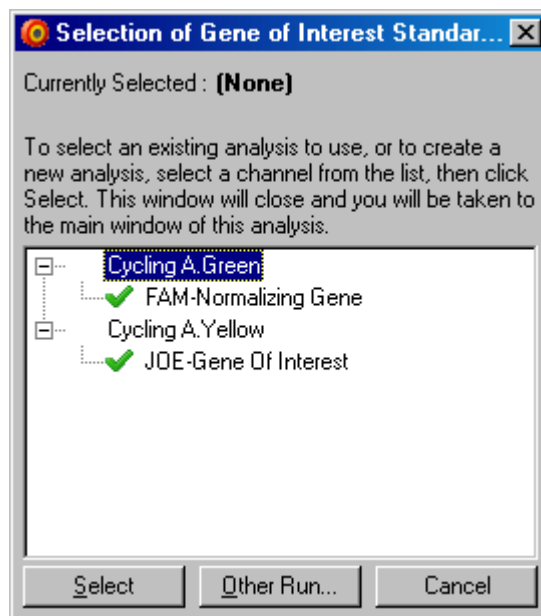 Selection of Gene of Interest Standar...
Currently Selected : (None)
To select an existing analysis to use, or to create a
new analysis, select a channel from the list, then click
Select. This window will close and you will be taken to
the main window of this analysis.
Cycling A.Green
FAM-Normalizing Gene
Cycling A.Yellow
JOE-Gene Of Interest
Select Other Run... Cancel